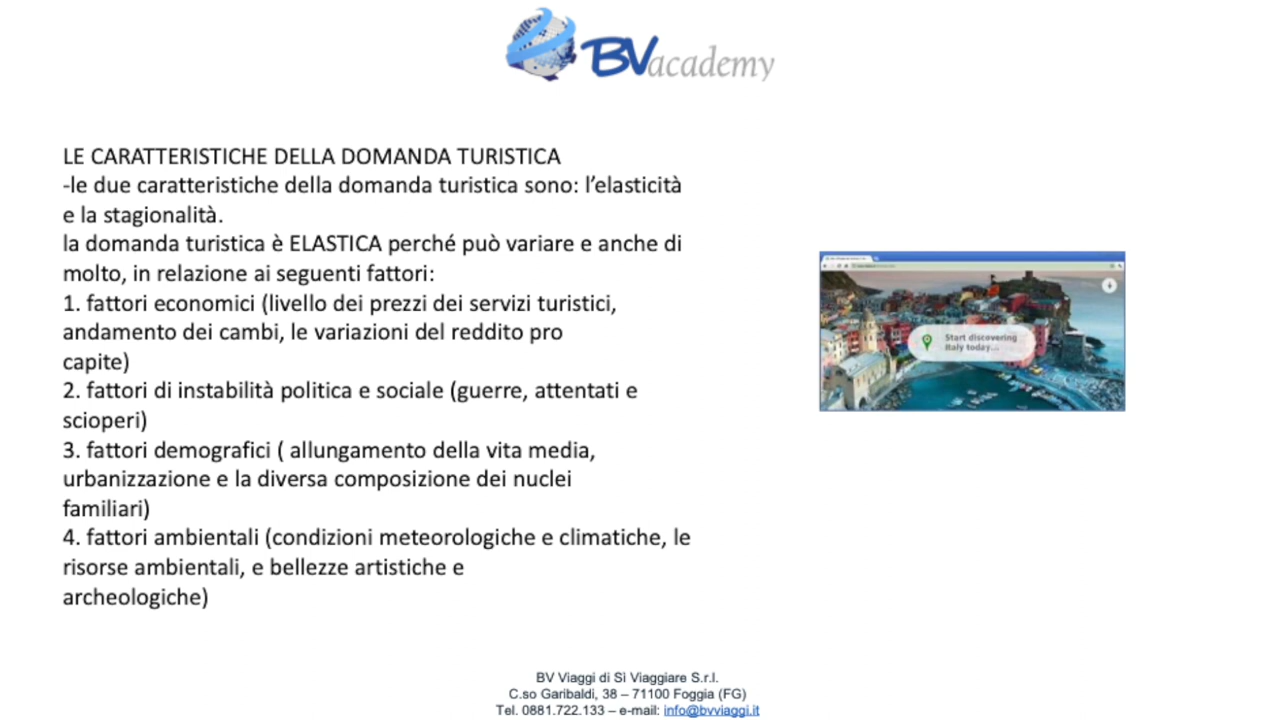 BVacademy
LE CARATTERISTICHE DELLA DOMANDA TURISTICA
-le due caratteristiche della domanda turistica sono: l’elasticità
e la stagionalità.
la domanda turistica è ELASTICA perché può variare e anche di
molto, in relazione ai seguenti fattori:
1. fattori economici (livello dei prezzi dei servizi turistici,
andamento dei cambi, le variazioni del reddito pro
capite)
2. fattori di instabilità politica e sociale (guerre, attentati e
scioperi)
3. fattori demografici ( allungamento della vita media,
urbanizzazione e la diversa composizione dei nuclei
familiari)
4. fattori ambientali (condizioni meteorologiche e climatiche, le
risorse ambientali, e bellezze artistiche e
archeologiche)
Start discovering
Italy today...
BV Viaggi di Sì Viaggiare S.r.l.
C.so Garibaldi, 38 – 71100 Foggia (FG)
Tel. 0881.722.133 – e-mail: info@bvviaggi.it